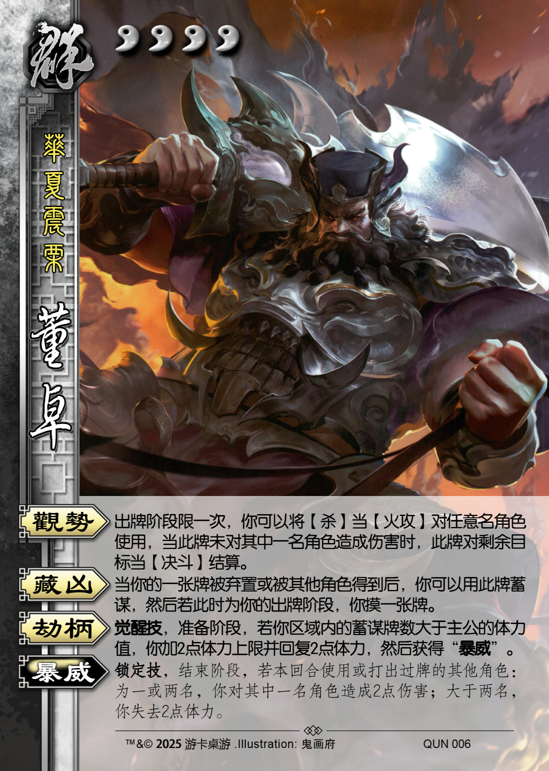 群
華夏震栗
董卓
觀勢
出牌阶段限一次，你可以将【杀】当【火攻】对任意名角色
使用，当此牌未对其中一名角色造成伤害时，此牌对剩余目
标当【决斗】结算。
藏凶
当你的一张牌被弃置或被其他角色得到后，你可以用此牌蓄
谋，然后若此时为你的出牌阶段，你摸一张牌。
劫柄
觉醒技，准备阶段，若你区域内的蓄谋牌数大于主公的体力
值，你加2点体力上限并回复2点体力，然后获得“暴威”。
暴威
锁定技，结束阶段，若本回合使用或打出过牌的其他角色：
为一或两名，你对其中一名角色造成2点伤害；大于两名，
你失去2点体力。
™&© 2025 游卡桌游 .Illustration: 鬼画府
QUN 006